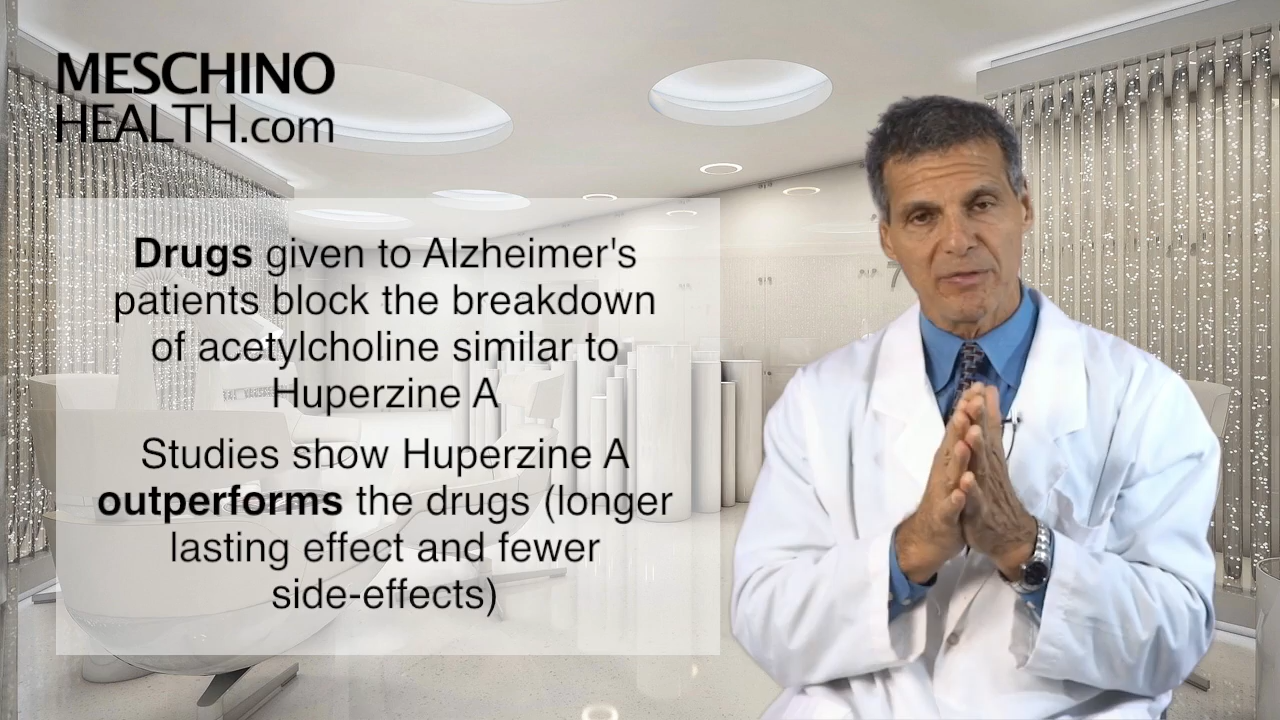 MESCHINO
HEALTH.com
Drugs given to Alzheimer's
patients block the breakdown
of acetylcholine similar to
Huperzine A
Studies show Huperzine A
outperforms the drugs (longer
lasting effect and fewer
side-effects)